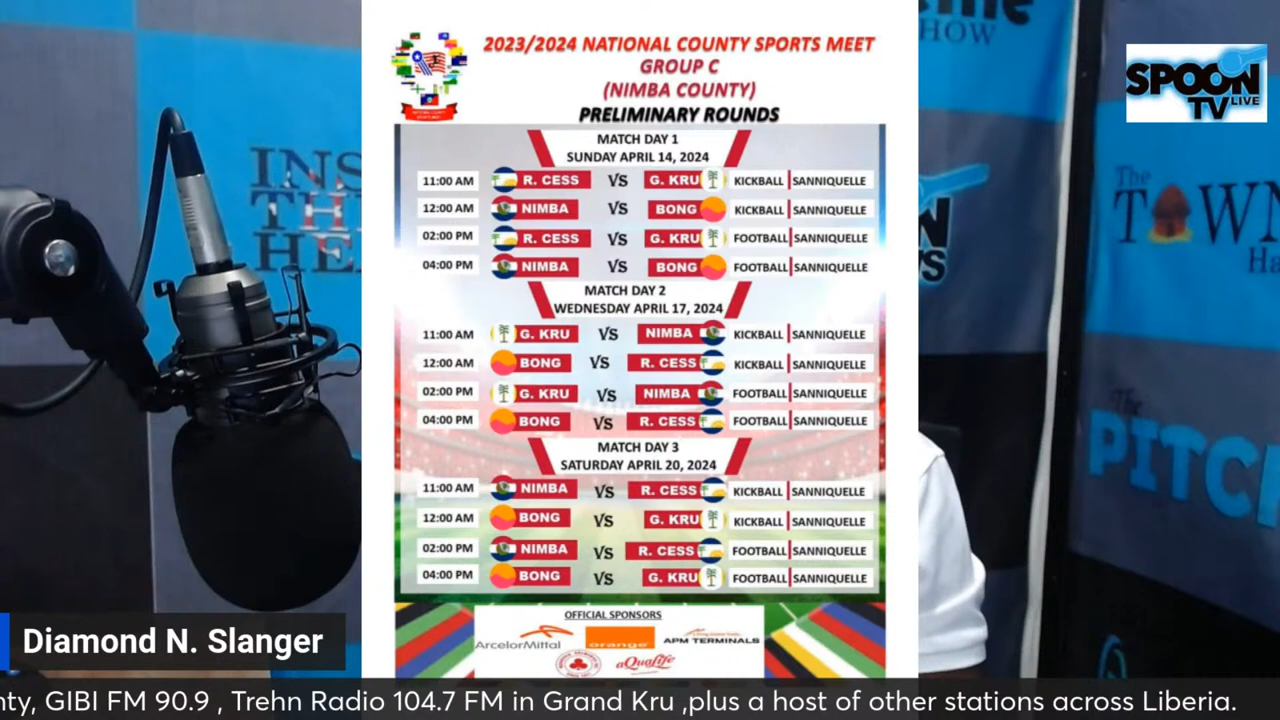 2023/2024 NATIONAL COUNTY SPORTS MEET
GROUP C
(NIMBA COUNTY)
PRELIMINARY ROUNDS
MATCH DAY 1
SUNDAY APRIL 14, 2024
11:00 AM R. CESS VS G. KRU KICKBALL SANNIQUELLE
12:00 AM NIMBA VS BONG KICKBALL SANNIQUELLE
02:00 PM R. CESS VS G. KRU FOOTBALL SANNIQUELLE
04:00 PM NIMBA VS BONG FOOTBALL SANNIQUELLE
MATCH DAY 2
WEDNESDAY APRIL 17, 2024
11:00 AM G. KRU VS NIMBA KICKBALL SANNIQUELLE
12:00 AM BONG VS R. CESS KICKBALL SANNIQUELLE
02:00 PM G. KRU VS NIMBA FOOTBALL SANNIQUELLE
04:00 PM BONG VS R. CESS FOOTBALL SANNIQUELLE
MATCH DAY 3
SATURDAY APRIL 20, 2024
11:00 AM NIMBA VS R. CESS KICKBALL SANNIQUELLE
12:00 AM BONG VS G. KRU KICKBALL SANNIQUELLE
02:00 PM NIMBA VS R. CESS FOOTBALL SANNIQUELLE
04:00 PM BONG VS G. KRU FOOTBALL SANNIQUELLE
OFFICIAL SPONSORS
ArcelorMittal
orange
APM TERMINALS
aQuaLife
SPOON
TV LIVE
HOW
INS
TH
HE
The
TOWN
Ha
The
PITCH
Diamond N. Slanger
nty, GIBI FM 90.9 , Trehn Radio 104.7 FM in Grand Kru ,plus a host of other stations across Liberia.